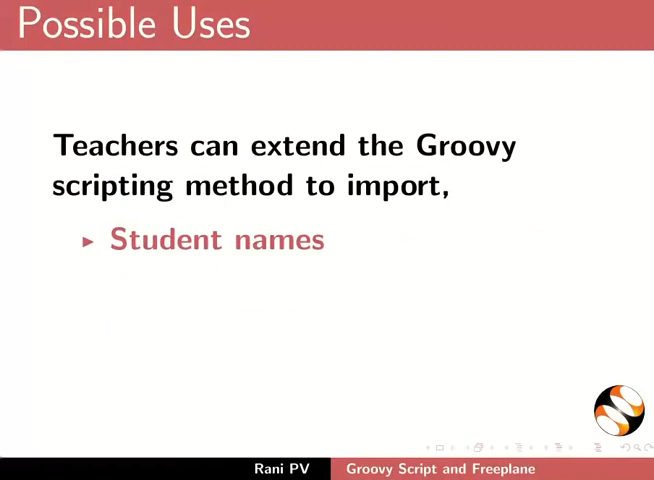 Possible Uses
Teachers can extend the Groovy
scripting method to import,
Student names
Rani PV
Groovy Script and Freeplane